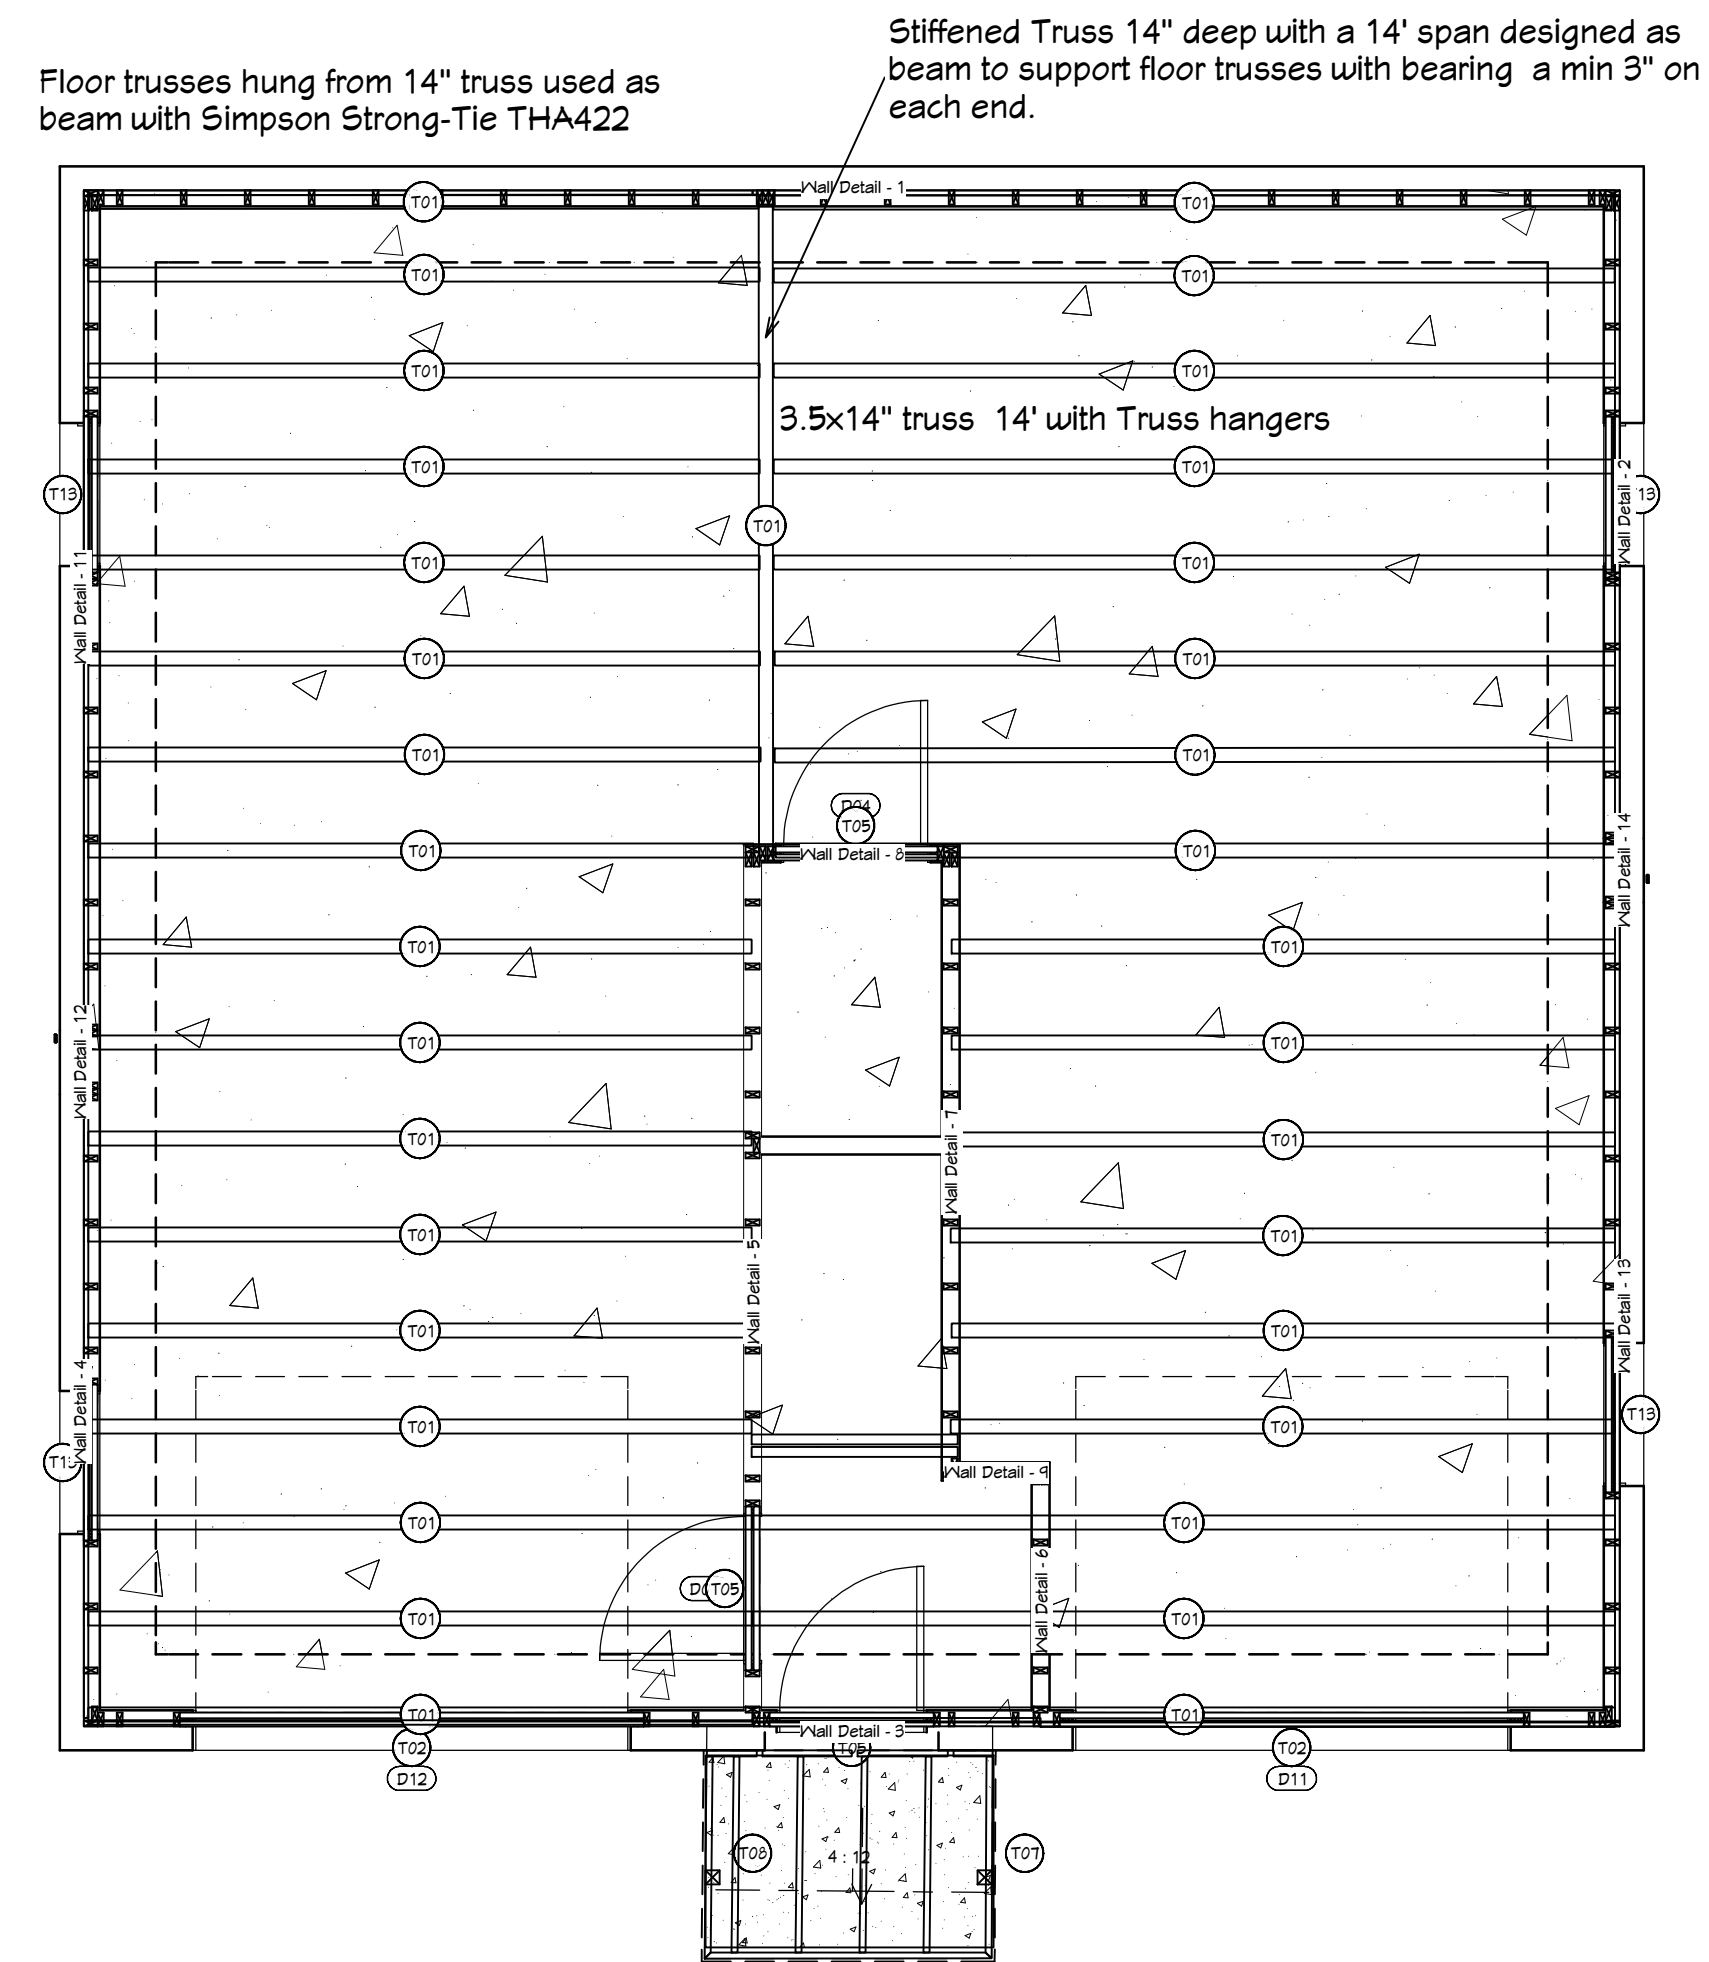 Stiffened Truss 14" deep with a 14' span designed as
beam to support floor trusses with bearing a min 3" on
each end.
Floor trusses hung from 14" truss used as
beam with Simpson Strong-Tie THA422
Wall Detail - 1
T01
T01
T01
T01
T01
T01
3.5x14" truss 14' with Truss hangers
T01
T01
Wall Detail - 2
T13
13
T01
T01
T01
Wall Detail - 11
T01
T01
T01
T01
D04
T05
Wall Detail - 8
T01
T01
Wall Detail - 14
T01
T01
Wall Detail - 12
T01
T01
Wall Detail - 7
T01
T01
T01
T01
Wall Detail - 5
Wall Detail - 13
T01
T01
Wall Detail - 4
T01
T01
T13
Wall Detail - 9
T01
T01
Wall Detail - 6
T05
T01
T01
T01
T01
Wall Detail - 3
T02
T05
T02
D12
D11
T08
4 : 12
T07